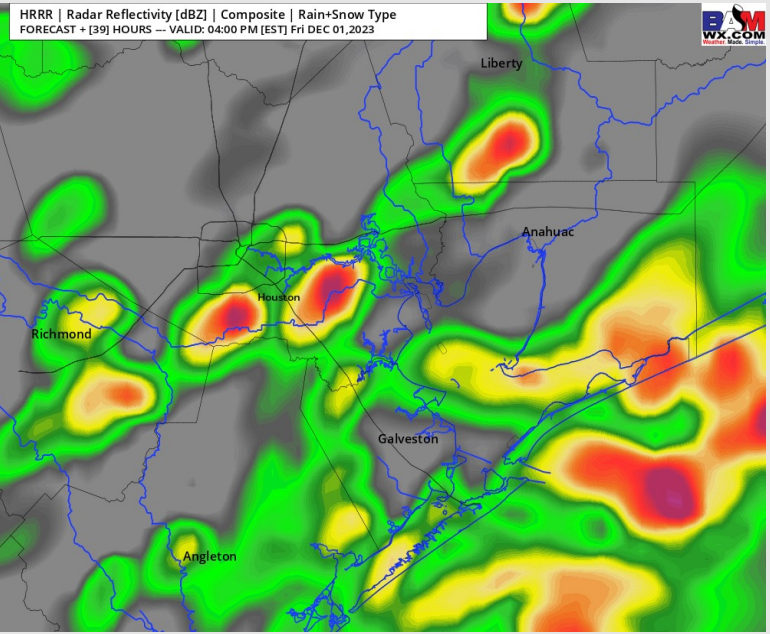 HRRR | Radar Reflectivity [dBZ] | Composite | Rain+Snow Type
FORECAST + [39] HOURS --- VALID: 04:00 PM [EST] Fri DEC 01,2023
BAM
WX.COM
Weather. Made. Simple.
Liberty
Anahuac
Houston
Richmond
Galveston
Angleton